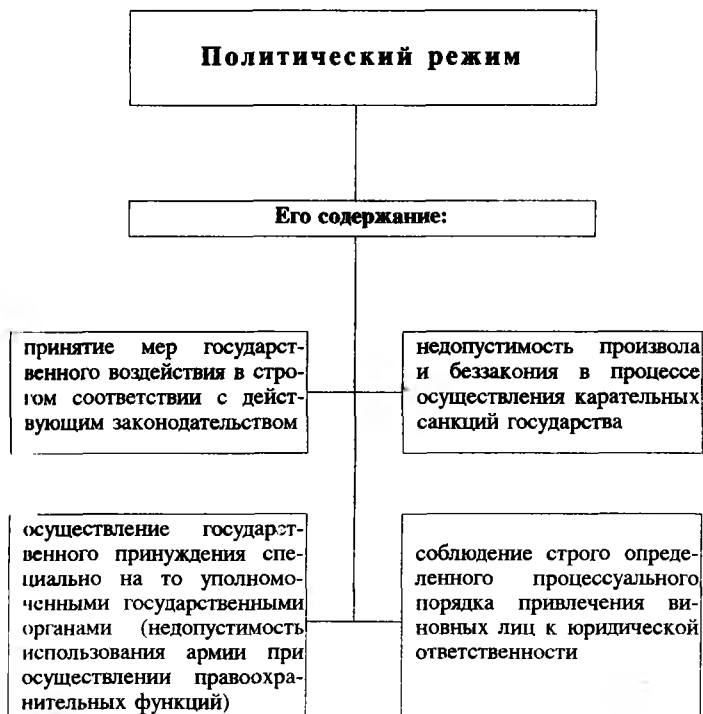 Политический режим
Его содержание:
принятие мер государст-
венного воздействия в стро-
гом соответствии с дейст-
вующим законодательством
недопустимость произвола
и беззакония в процессе
осуществления карательных
санкций государства
осуществление государст-
венного принуждения спе-
циально на то уполномо-
ченными государственными
органами (недопустимость
использования армии при
осуществлении правоохра-
нительных функций)
соблюдение строго опреде-
ленного процессуального
порядка привлечения ви-
новных лиц к юридической
ответственности